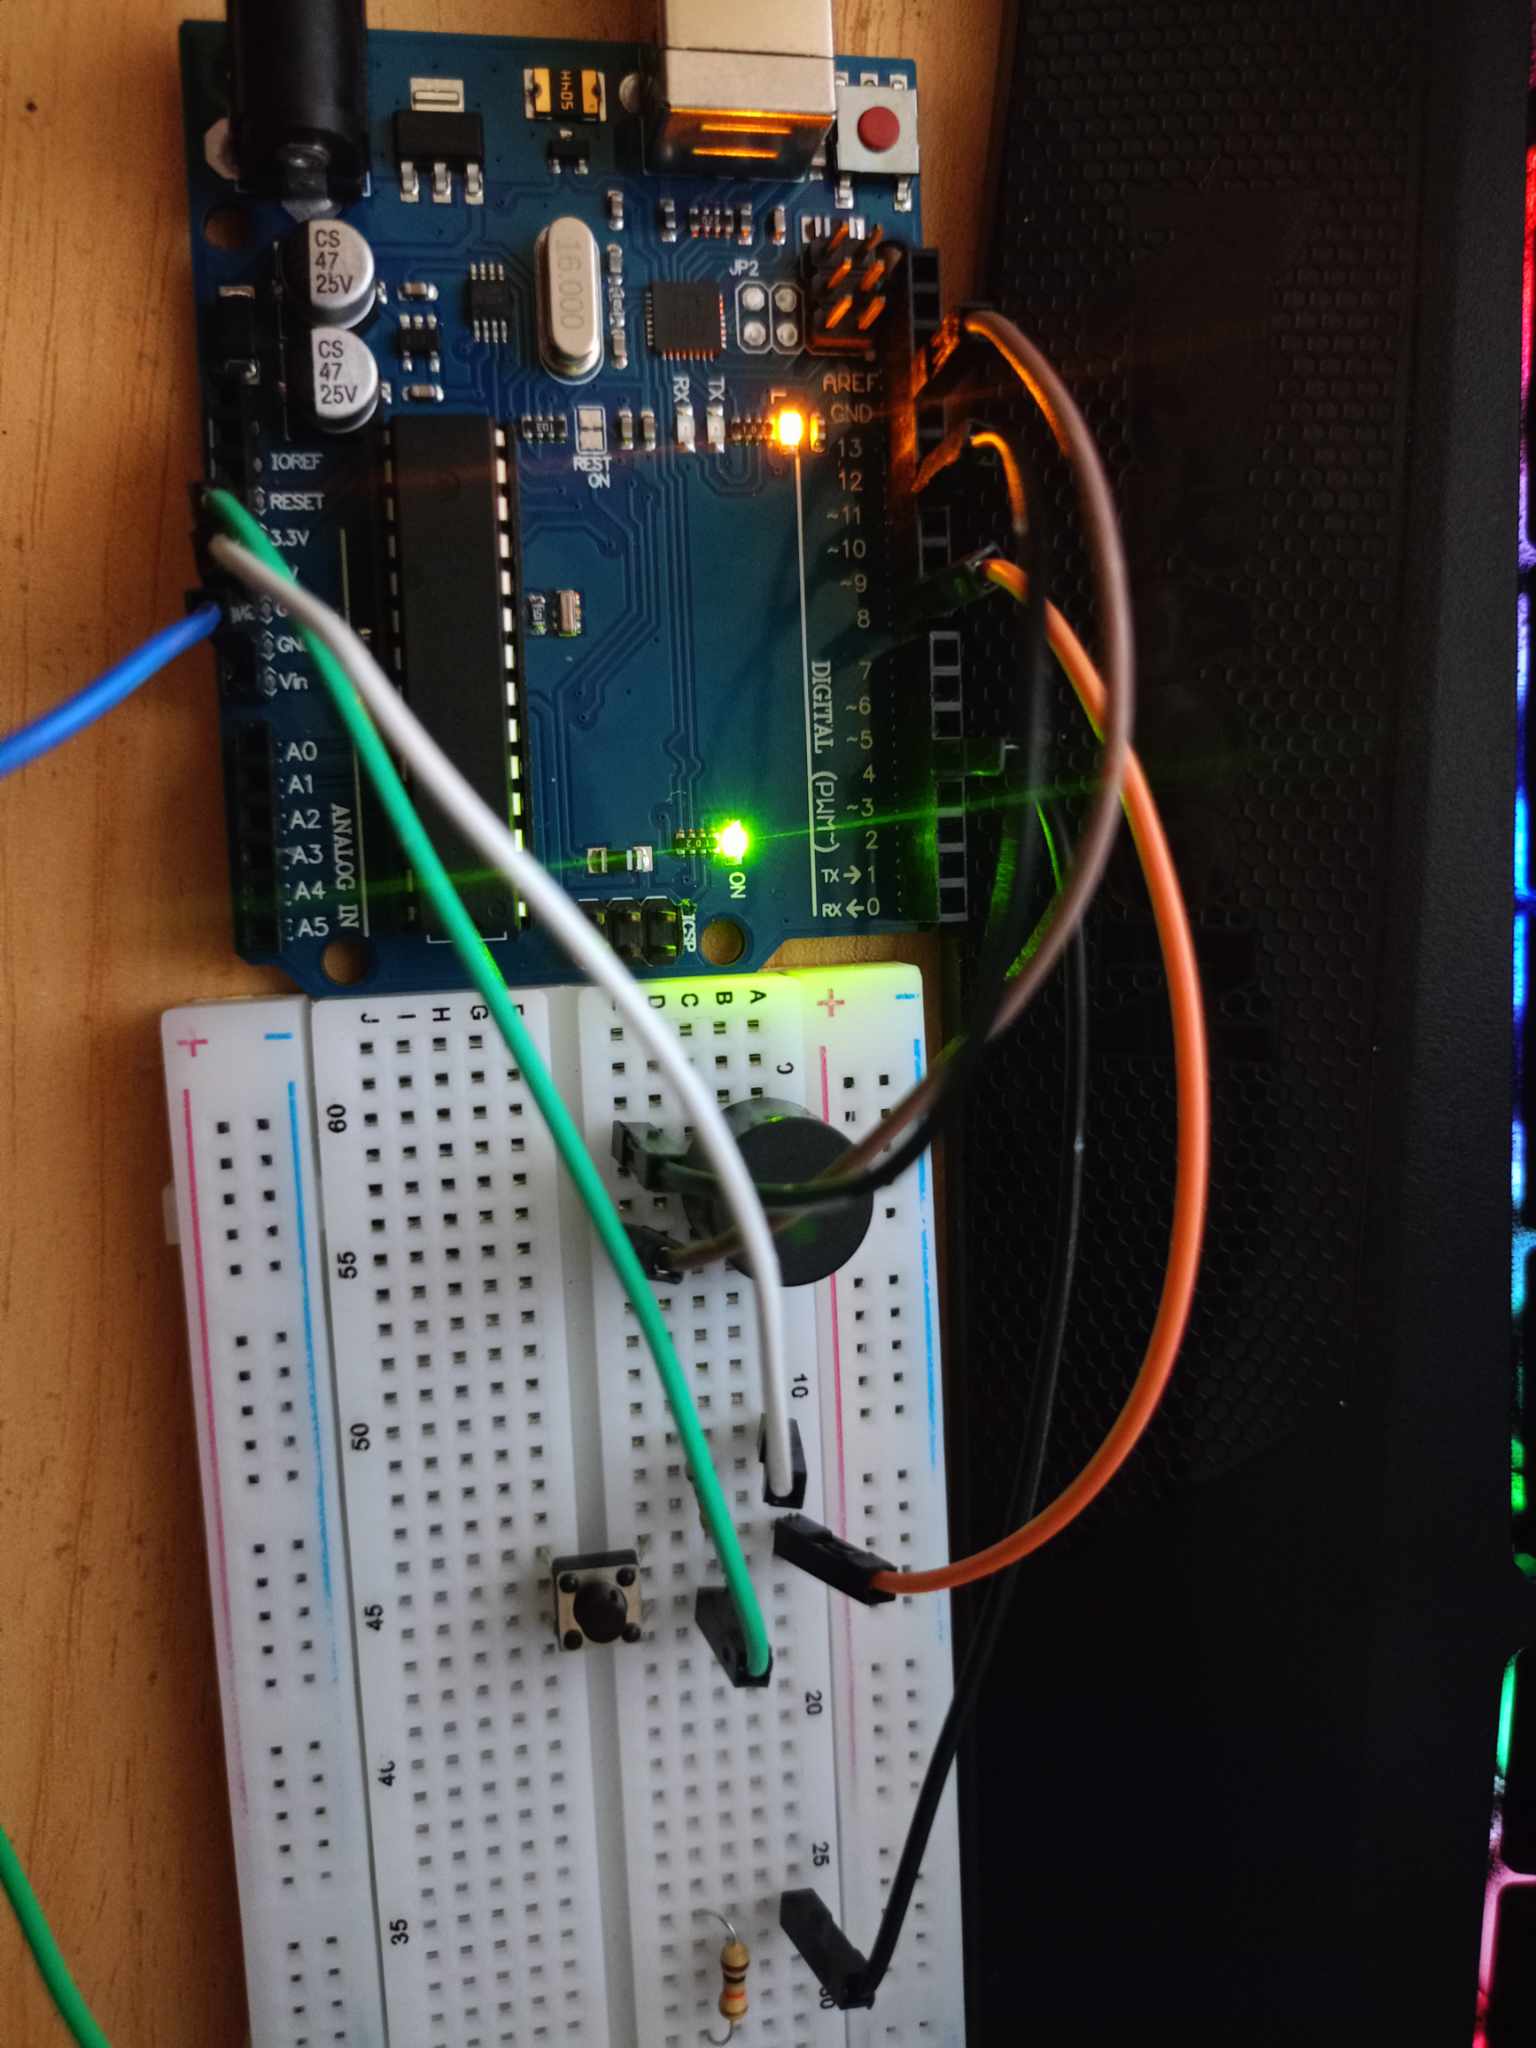 H405
CS
47
25V
CS
47
25V
16.000
JP2
RX
TX
L
REST
ON
IOREF
RESET
3.3V
Vin
A0
A1
A2
A3
A4
A5
ANALOG IN
AREF
GND
13
12
~11
~10
~9
8
7
~6
~5
4
~3
2
TX→1
RX←0
DIGITAL (PWM~)
ON
ICSP
+
-
J
I
H
G
D
C
B
A
+
-
60
55
50
45
35
10
20
25